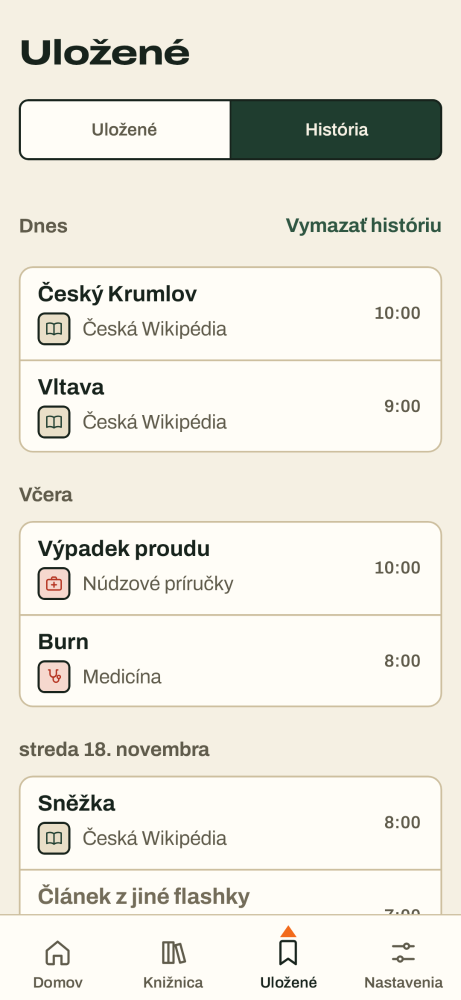 Uložené
Uložené
História
Dnes
Vymazať históriu
Český Krumlov
Česká Wikipédia
10:00
Vltava
Česká Wikipédia
9:00
Včera
Výpadek proudu
Núdzové príručky
10:00
Burn
Medicína
8:00
streda 18. novembra
Sněžka
Česká Wikipédia
8:00
Článek z jiné flashky
7:00
Domov
Knižnica
Uložené
Nastavenia